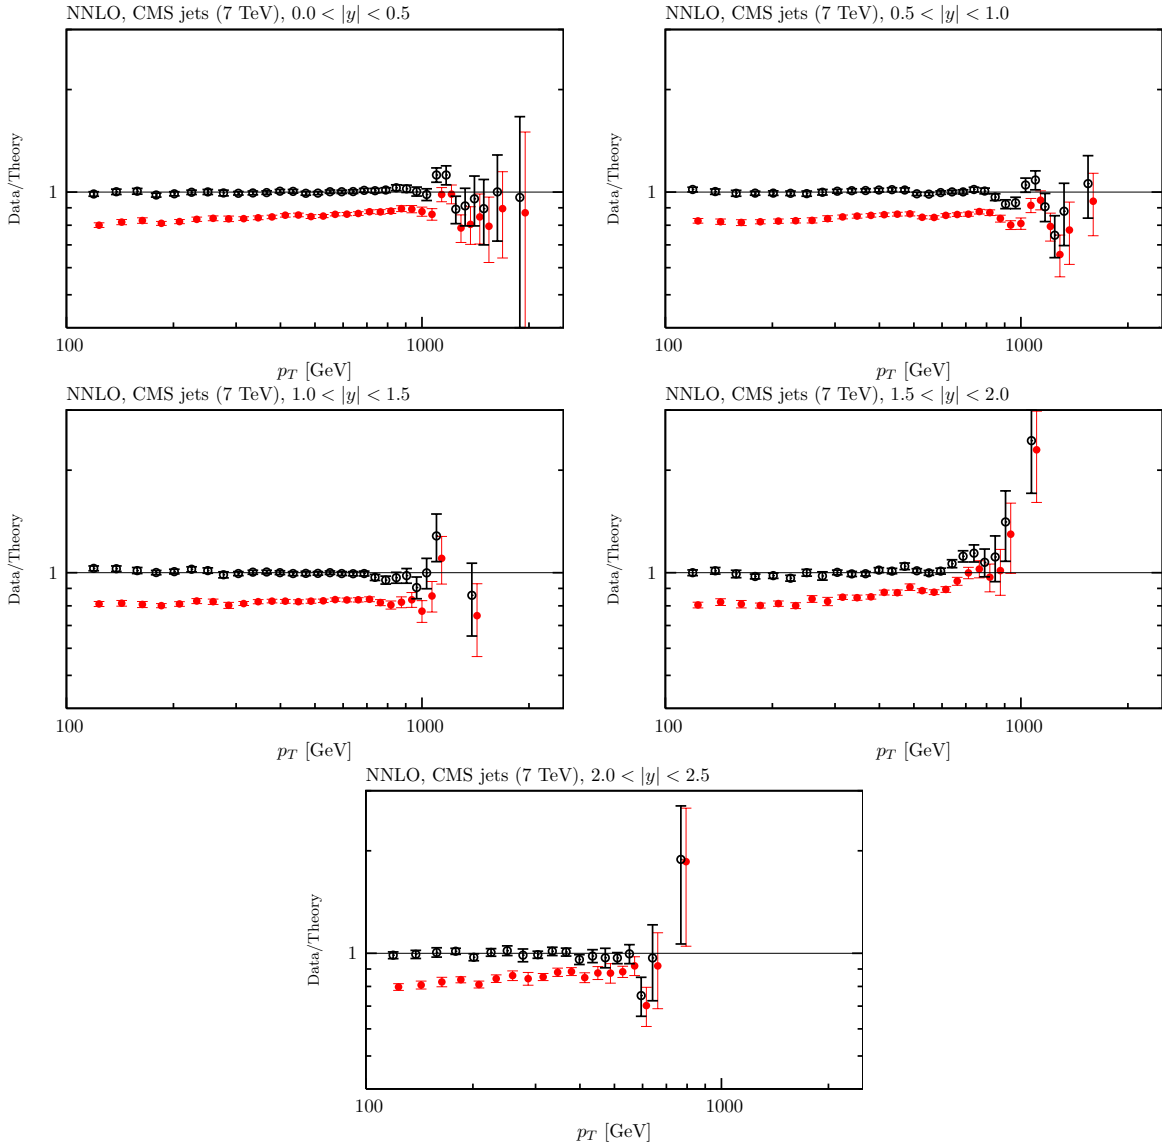 NNLO, CMS jets (7 TeV), 0.0 < |y| < 0.5
Data/Theory
1
100
1000
p_T [GeV]
NNLO, CMS jets (7 TeV), 0.5 < |y| < 1.0
Data/Theory
1
100
1000
p_T [GeV]
NNLO, CMS jets (7 TeV), 1.0 < |y| < 1.5
Data/Theory
1
100
1000
p_T [GeV]
NNLO, CMS jets (7 TeV), 1.5 < |y| < 2.0
Data/Theory
1
100
1000
p_T [GeV]
NNLO, CMS jets (7 TeV), 2.0 < |y| < 2.5
Data/Theory
1
100
1000
p_T [GeV]